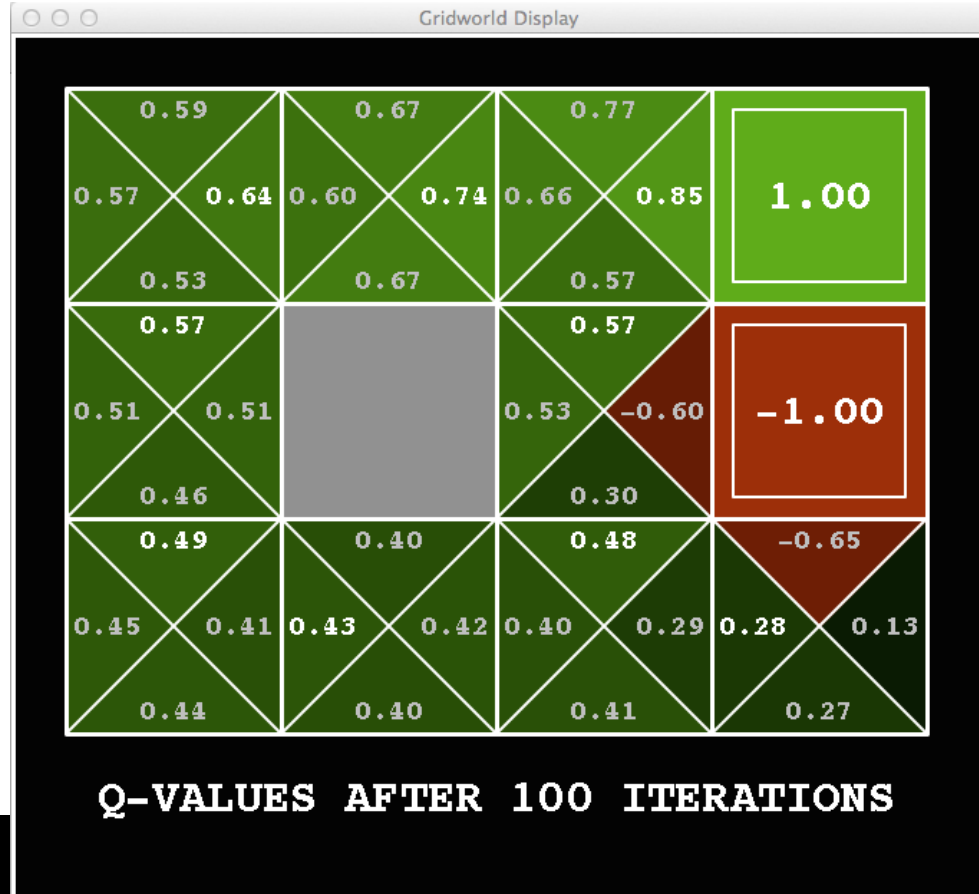 Gridworld Display
0.59 0.67 0.77
0.57 0.64 0.60 0.74 0.66 0.85 1.00
0.53 0.67 0.57
0.57 0.57
0.51 0.51 0.53 -0.60 -1.00
0.46 0.30
0.49 0.40 0.48 -0.65
0.45 0.41 0.43 0.42 0.40 0.29 0.28 0.13
0.44 0.40 0.41 0.27
Q-VALUES AFTER 100 ITERATIONS